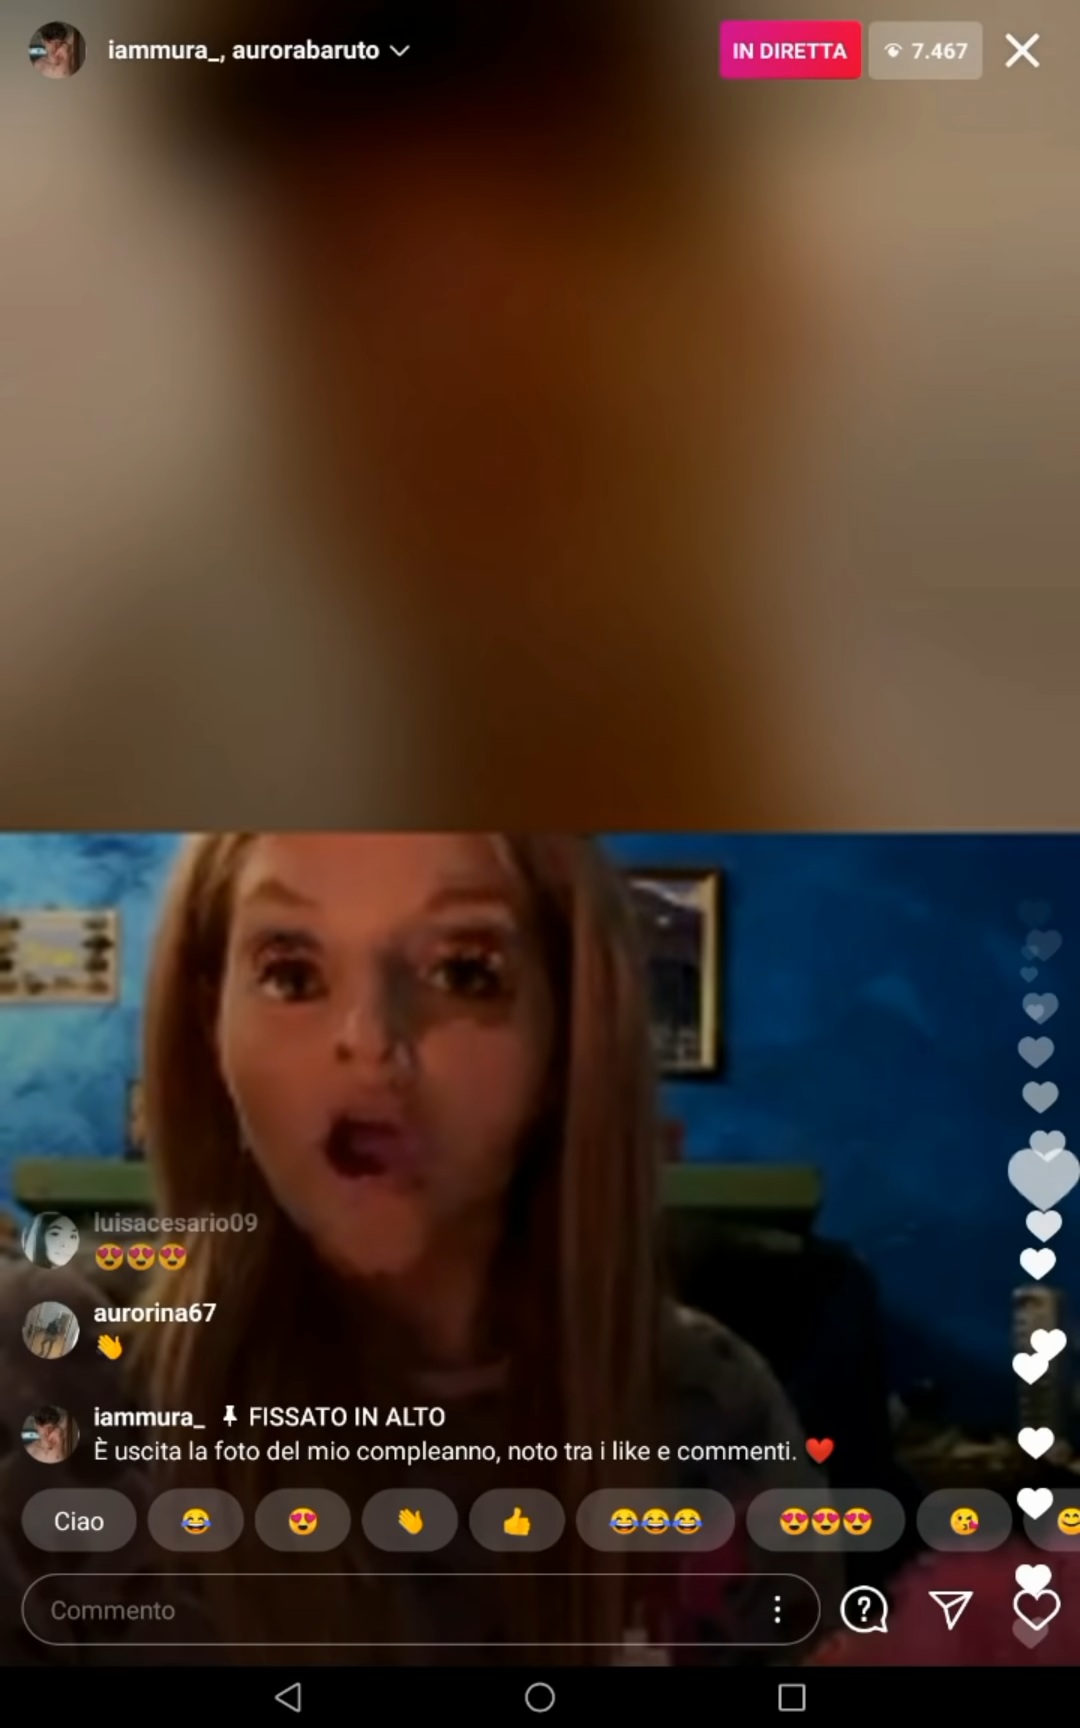 iammura_, aurorabaruto
IN DIRETTA
7.467
luisacesario09
😍😍😍
aurorina67
👋
iammura_ 📌 FISSATO IN ALTO
È uscita la foto del mio compleanno, noto tra i like e commenti. ❤️
Ciao 😂 😍 👋 👍 😂😂😂 😍😍😍 😘 😊
Commento